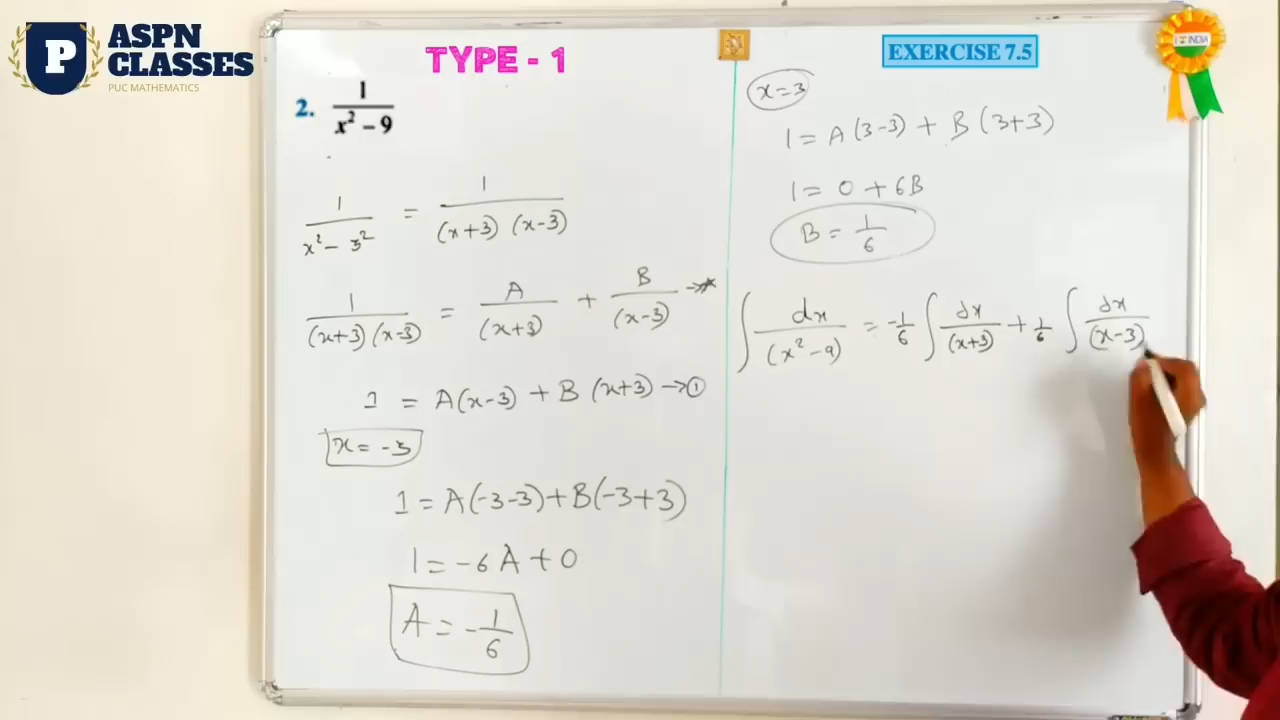 ASPN
CLASSES
PUC MATHEMATICS
P
TYPE - 1
EXERCISE 7.5
I INDIA
2. 1/(x² – 9)
1/(x² – 3²) = 1/((x+3) (x-3))
1/((x+3)(x-3)) = A/(x+3) + B/(x-3) →*
1 = A(x-3) + B (x+3) →①
x = -3
1 = A(-3-3) + B(-3+3)
1 = -6A + 0
A = -1/6
x = 3
1 = A (3-3) + B (3+3)
1 = 0 + 6B
B = 1/6
∫ dx/(x² - 9) = -1/6 ∫ dx/(x+3) + 1/6 ∫ dx/(x-3)